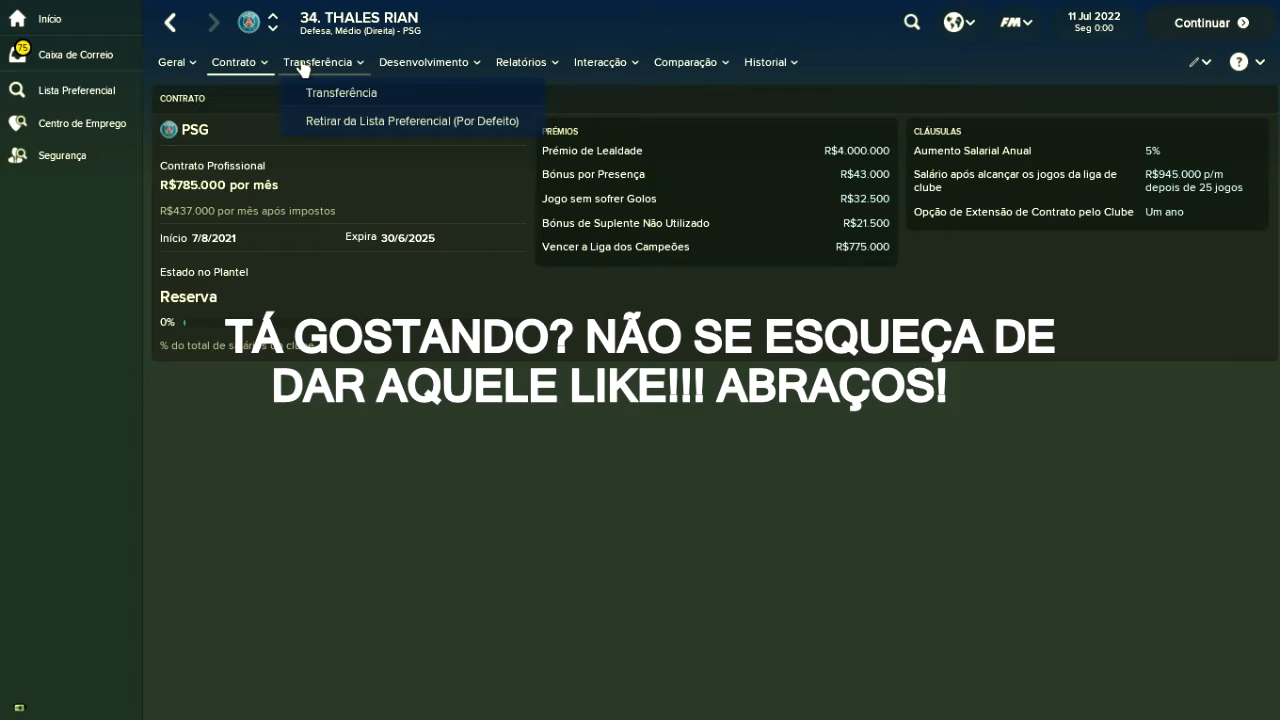 Início
75
Caixa de Correio
Lista Preferencial
Centro de Emprego
Segurança
34. THALES RIAN
Defesa, Médio (Direita) - PSG
FM
11 Jul 2022
Seg 0:00
Continuar
Geral
Contrato
Transferência
Desenvolvimento
Relatórios
Interacção
Comparação
Historial
?
Transferência
Retirar da Lista Preferencial (Por Defeito)
CONTRATO
PSG
Contrato Profissional
R$785.000 por mês
R$437.000 por mês após impostos
Início 7/8/2021
Expira 30/6/2025
Estado no Plantel
Reserva
0%
% do total de salários do clube
PRÉMIOS
Prémio de Lealdade R$4.000.000
Bónus por Presença R$43.000
Jogo sem sofrer Golos R$32.500
Bónus de Suplente Não Utilizado R$21.500
Vencer a Liga dos Campeões R$775.000
CLÁUSULAS
Aumento Salarial Anual 5%
Salário após alcançar os jogos da liga de R$945.000 p/m
clube depois de 25 jogos
Opção de Extensão de Contrato pelo Clube Um ano
TÁ GOSTANDO? NÃO SE ESQUEÇA DE
DAR AQUELE LIKE!!! ABRAÇOS!